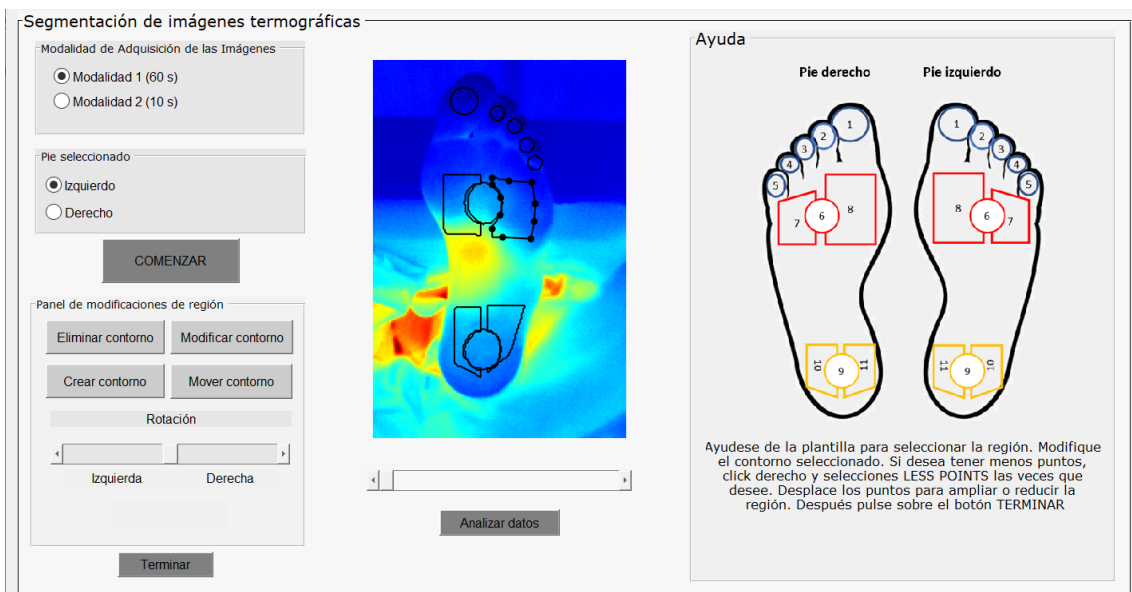 Segmentación de imágenes termográficas
Modalidad de Adquisición de las Imágenes
Modalidad 1 (60 s)
Modalidad 2 (10 s)
Pie seleccionado
Izquierdo
Derecho
COMENZAR
Panel de modificaciones de región
Eliminar contorno
Modificar contorno
Crear contorno
Mover contorno
Rotación
Izquierda
Derecha
Terminar
Analizar datos
Ayuda
Pie derecho
1
2
3
4
5
6
7
8
10
9
11
Pie izquierdo
1
2
3
4
5
8
6
7
11
9
10
Ayudese de la plantilla para seleccionar la región. Modifique
el contorno seleccionado. Si desea tener menos puntos,
click derecho y selecciones LESS POINTS las veces que
desee. Desplace los puntos para ampliar o reducir la
región. Después pulse sobre el botón TERMINAR